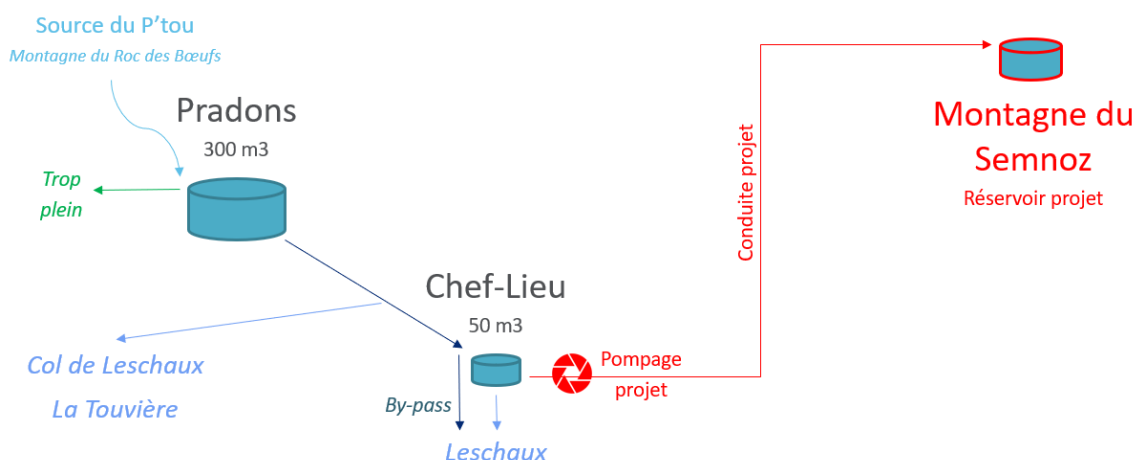 Source du P'tou
Montagne du Roc des Bœufs
Pradons
300 m3
Trop
plein
Chef-Lieu
50 m3
Col de Leschaux
La Touvière
By-pass
Leschaux
Pompage
projet
Conduite projet
Montagne du
Semnoz
Réservoir projet